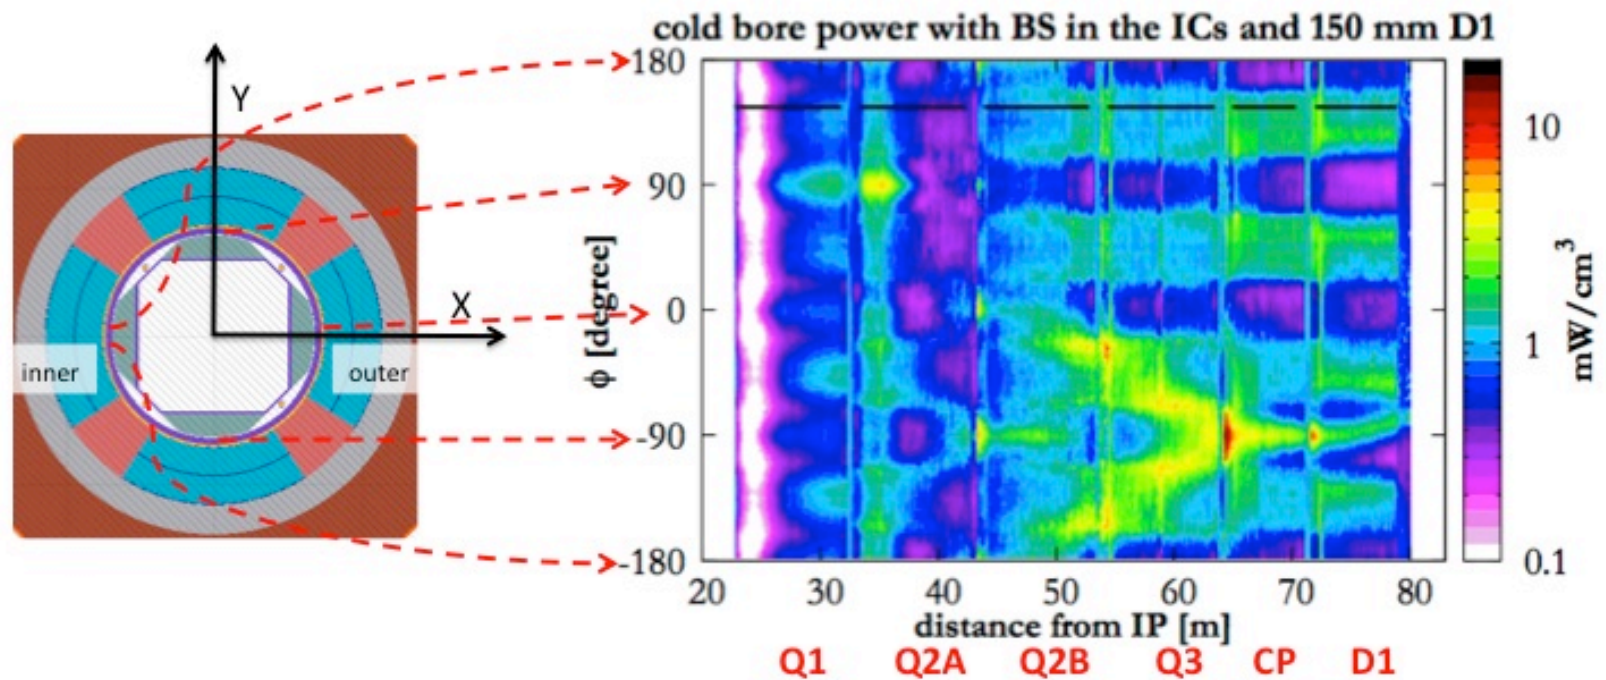 cold bore power with BS in the ICs and 150 mm D1
Y
X
inner
outer
ϕ [degree]
180
90
0
-90
-180
20 30 40 50 60 70 80
distance from IP [m]
Q1 Q2A Q2B Q3 CP D1
10
1
0.1
mW/cm³